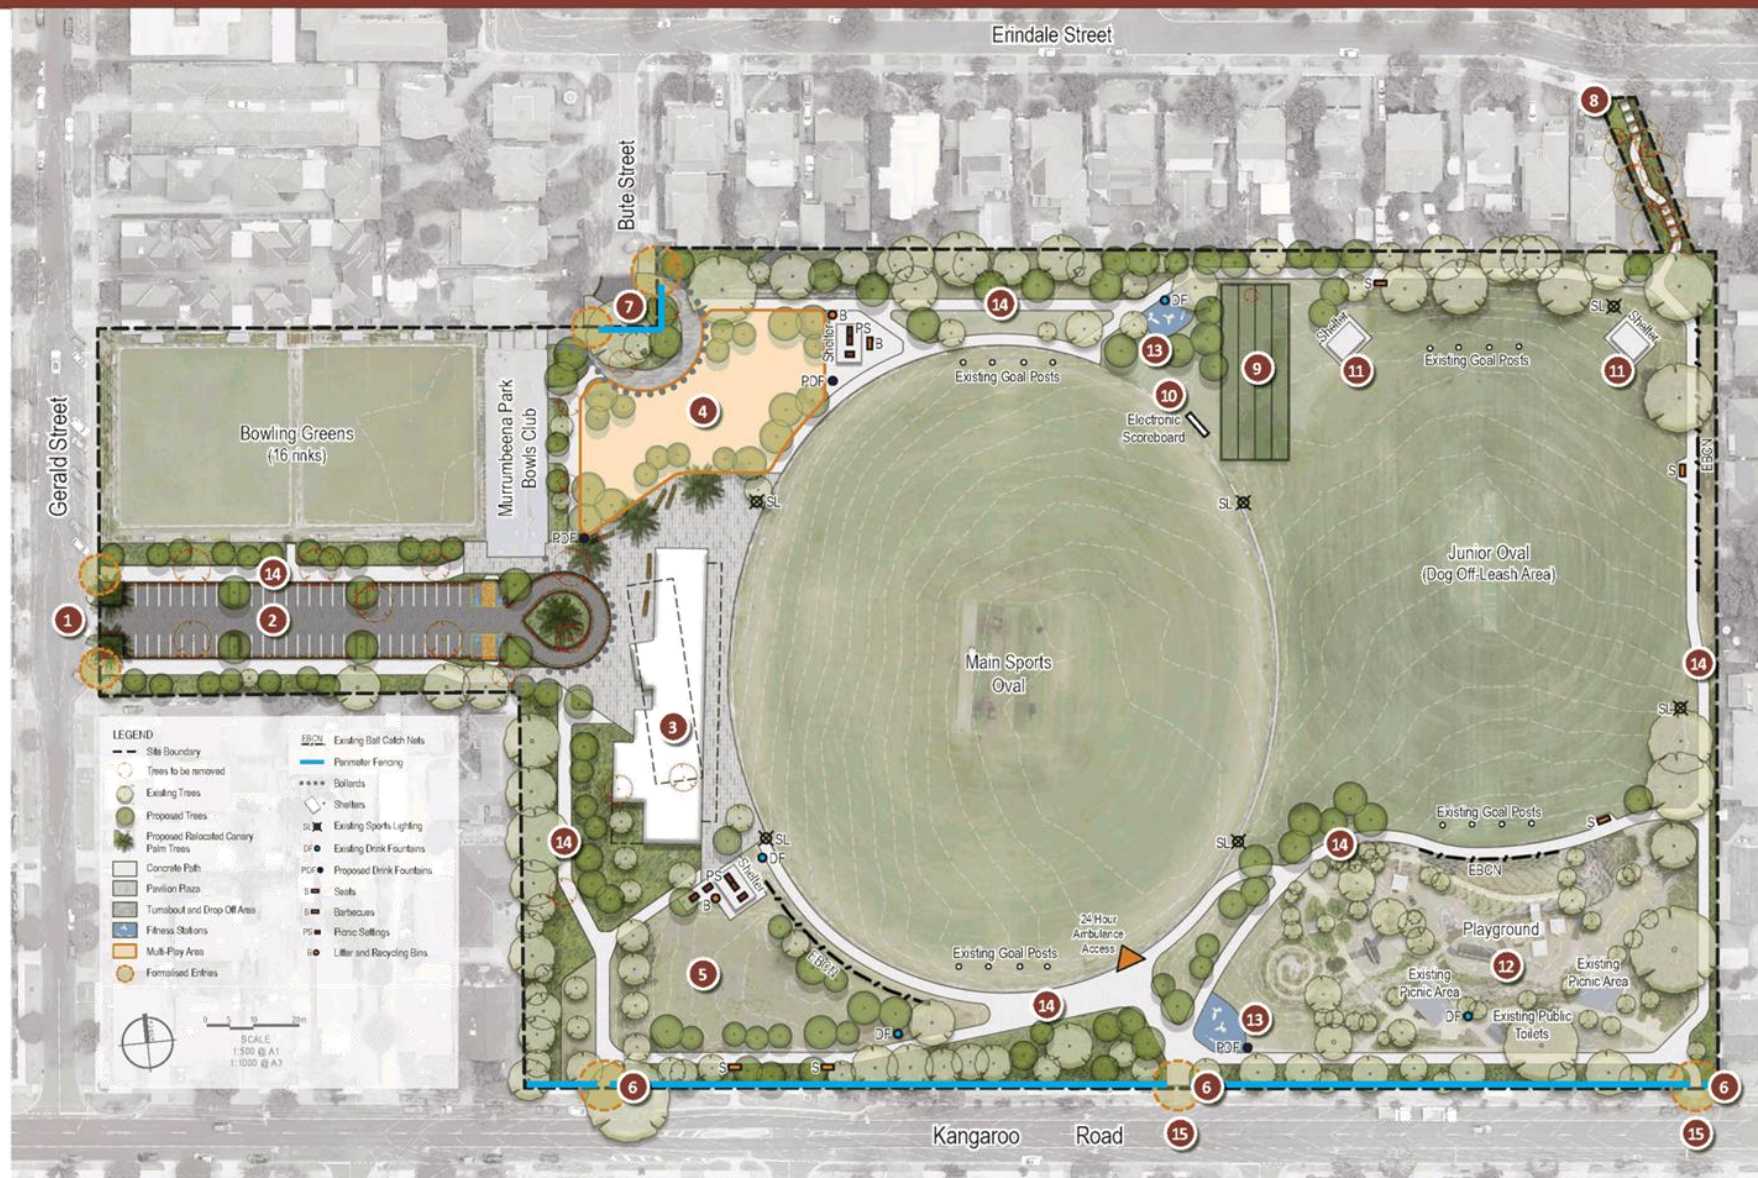 Erindale Street
8
Bute Street
7
14
DF
S
SL
Shelter
Shelter
B
PS
B
Shelter
13
Existing Goal Posts
Existing Goal Posts
9
11
11
PDF
10
4
Electronic
Scoreboard
Gerald Street
Bowling Greens
(16 rinks)
Murrumbeena Park
Bowls Club
S
EBCN
SL
SL
PDF
Junior Oval
(Dog Off-Leash Area)
14
1
2
Main Sports
Oval
14
3
SL
LEGEND
Site Boundary
Trees to be removed
Existing Trees
Proposed Trees
Proposed Relocated Canary
Palm Trees
Concrete Path
Pavilion Plaza
Turnabout and Drop Off Area
Fitness Stations
Multi-Play Area
Formalised Entries
EBCN Existing Ball Catch Nets
Perimeter Fencing
Bollards
Shelters
SL Existing Sports Lighting
DF Existing Drink Fountains
PDF Proposed Drink Fountains
S Seats
B Barbecues
PS Picnic Settings
B Litter and Recycling Bins
0 5 10 20m
SCALE
1:500 @ A1
1:1000 @ A3
14
SL
DF
Shelter
PS
B
SL
14
Existing Goal Posts
S
EBCN
24 Hour
Ambulance
Access
Playground
5
EBCN
Existing Goal Posts
12
Existing
Picnic Area
Existing
Picnic Area
14
13
DF
Existing Public
Toilets
DF
PDF
S
S
6
6
6
Kangaroo Road
15
15